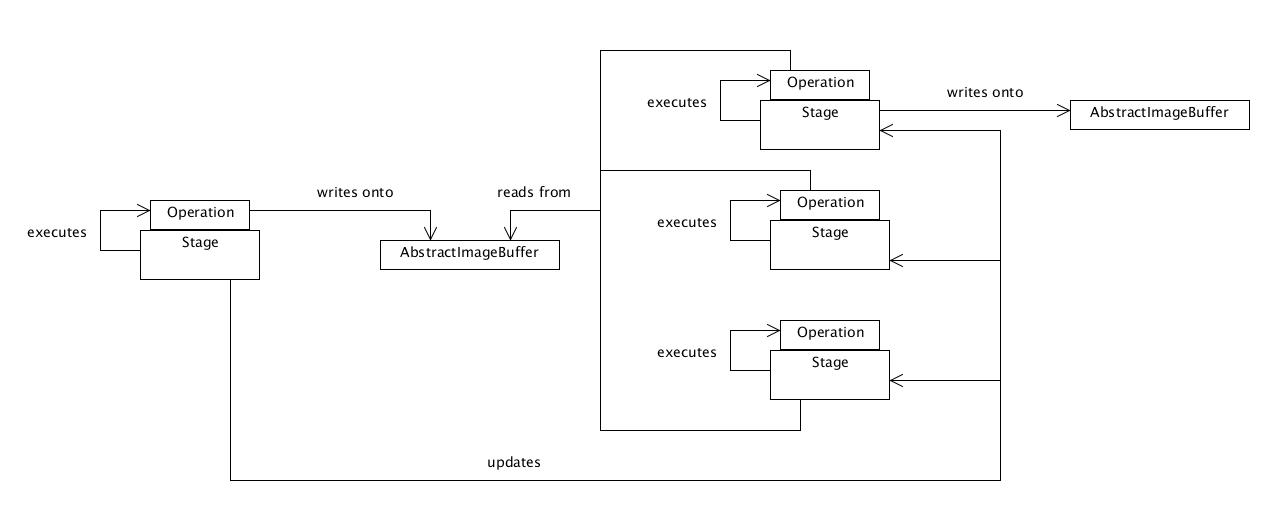 Operation
executes
Stage
writes onto
AbstractImageBuffer
writes onto
reads from
Operation
executes
Stage
AbstractImageBuffer
Operation
executes
Stage
Operation
executes
Stage
updates